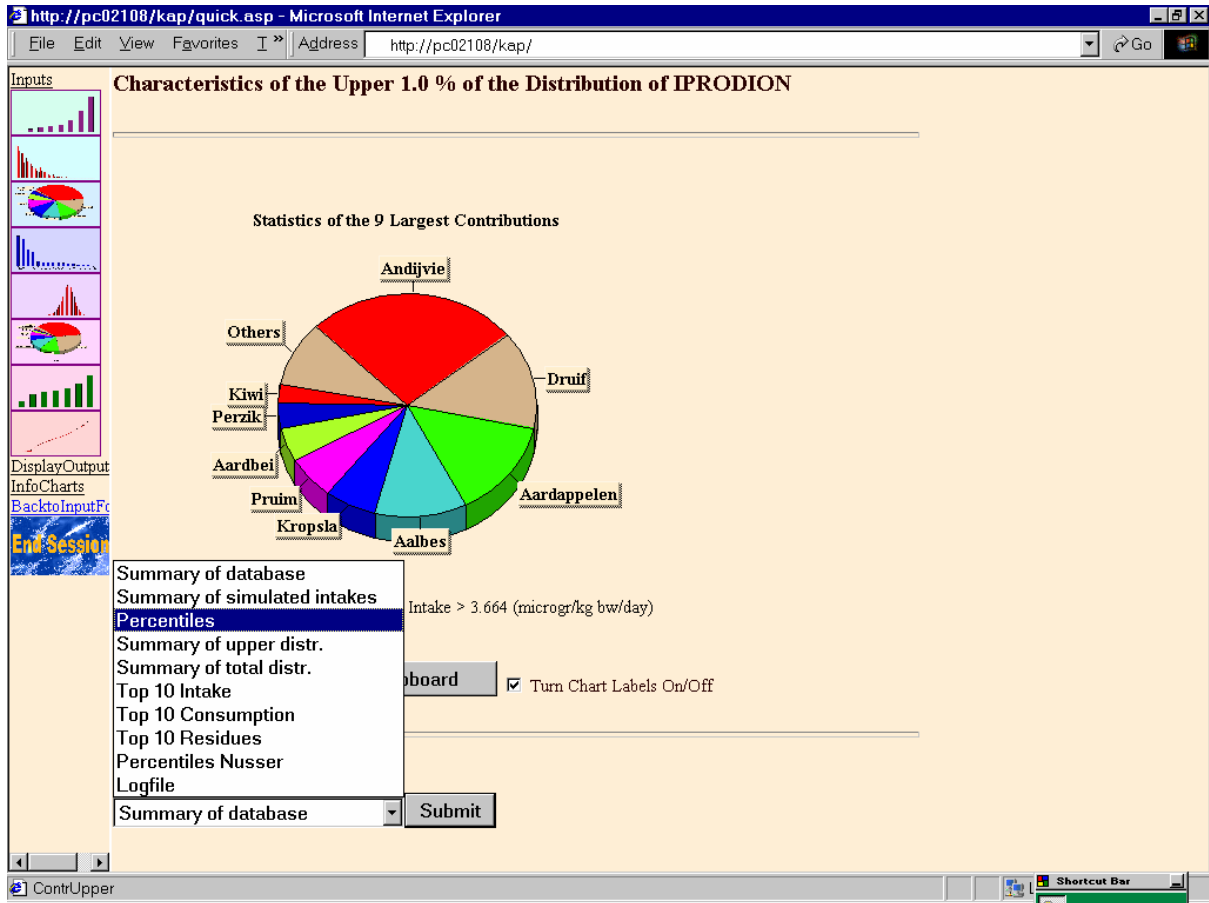 http://pc02108/kap/quick.asp - Microsoft Internet Explorer
File Edit View Favorites T » Address http://pc02108/kap/ Go
Inputs
Characteristics of the Upper 1.0 % of the Distribution of IPRODION
Statistics of the 9 Largest Contributions
Andijvie
Others
Druif
Kiwi
Perzik
Aardbei
Aardappelen
Pruim
Kropsla
Aalbes
DisplayOutput
InfoCharts
BacktoInputFo
End Session
Summary of database
Summary of simulated intakes
Intake > 3.664 (microgr/kg bw/day)
Percentiles
Summary of upper distr.
Summary of total distr.
Top 10 Intake
pboard
Turn Chart Labels On/Off
Top 10 Consumption
Top 10 Residues
Percentiles Nusser
Logfile
Summary of database Submit
ContrUpper
L
Shortcut Bar